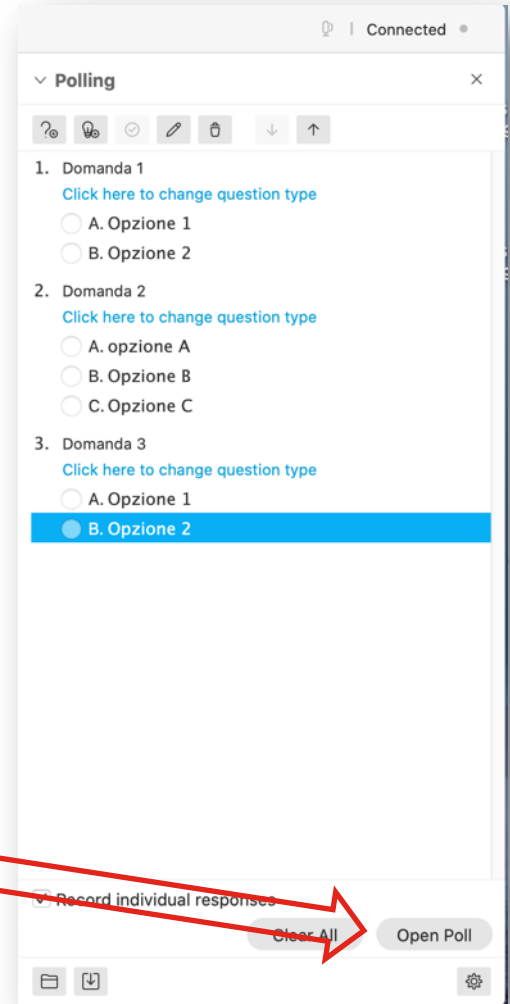 Connected
Polling
1. Domanda 1
Click here to change question type
A. Opzione 1
B. Opzione 2
2. Domanda 2
Click here to change question type
A. opzione A
B. Opzione B
C. Opzione C
3. Domanda 3
Click here to change question type
A. Opzione 1
B. Opzione 2
Record individual responses
Clear All
Open Poll